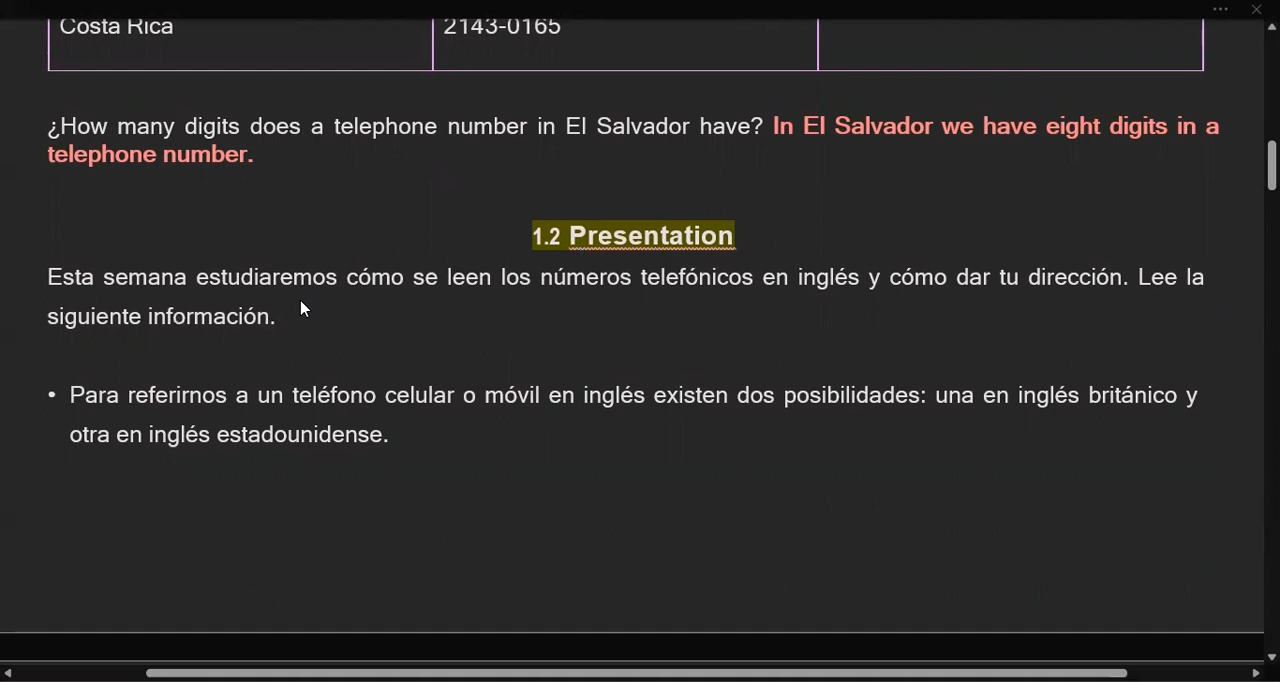 Costa Rica 2143-0165
¿How many digits does a telephone number in El Salvador have? In El Salvador we have eight digits in a
telephone number.
1.2 Presentation
Esta semana estudiaremos cómo se leen los números telefónicos en inglés y cómo dar tu dirección. Lee la
siguiente información.
• Para referirnos a un teléfono celular o móvil en inglés existen dos posibilidades: una en inglés británico y
otra en inglés estadounidense.